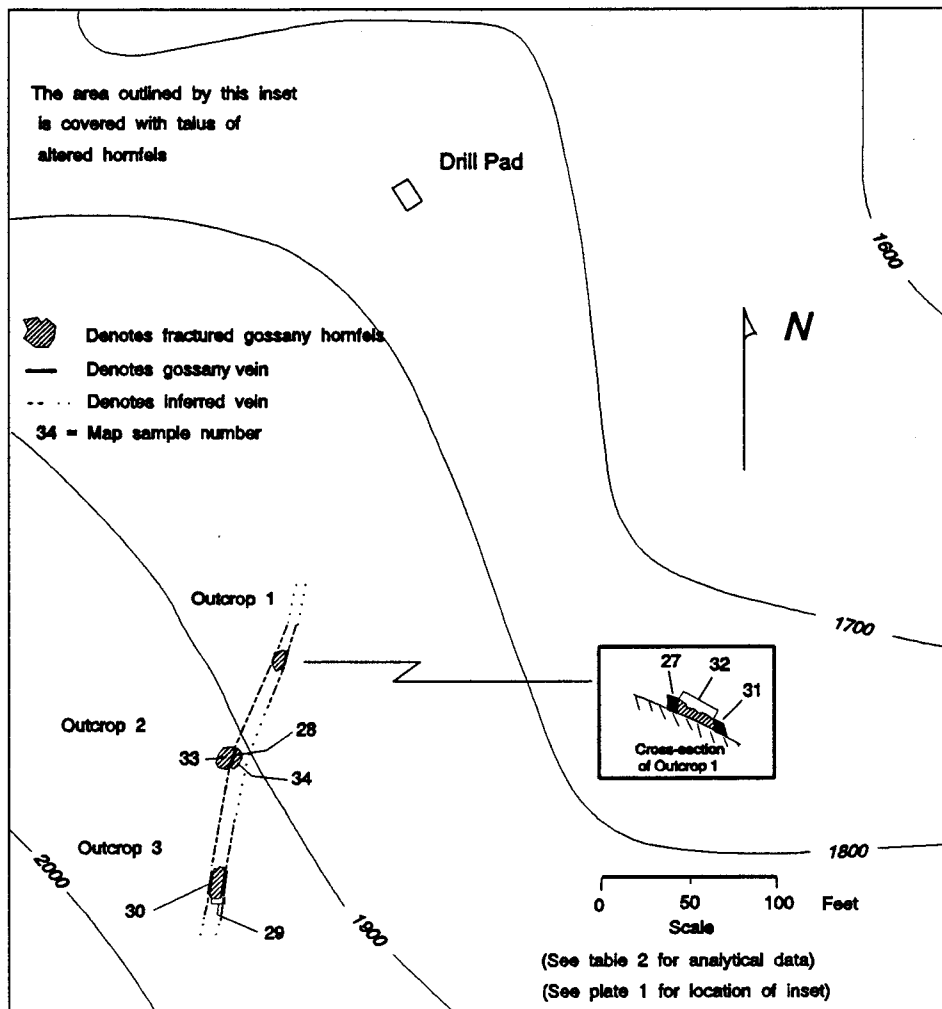 The area outlined by this inset
is covered with talus of
altered hornfels
Drill Pad
1600
N
Denotes fractured gossany hornfels
Denotes gossany vein
Denotes inferred vein
34 = Map sample number
Outcrop 1
1700
27
32
31
Cross-section
of Outcrop 1
Outcrop 2
28
33
34
Outcrop 3
2000
1800
30
29
1900
0 50 100 Feet
Scale
(See table 2 for analytical data)
(See plate 1 for location of inset)